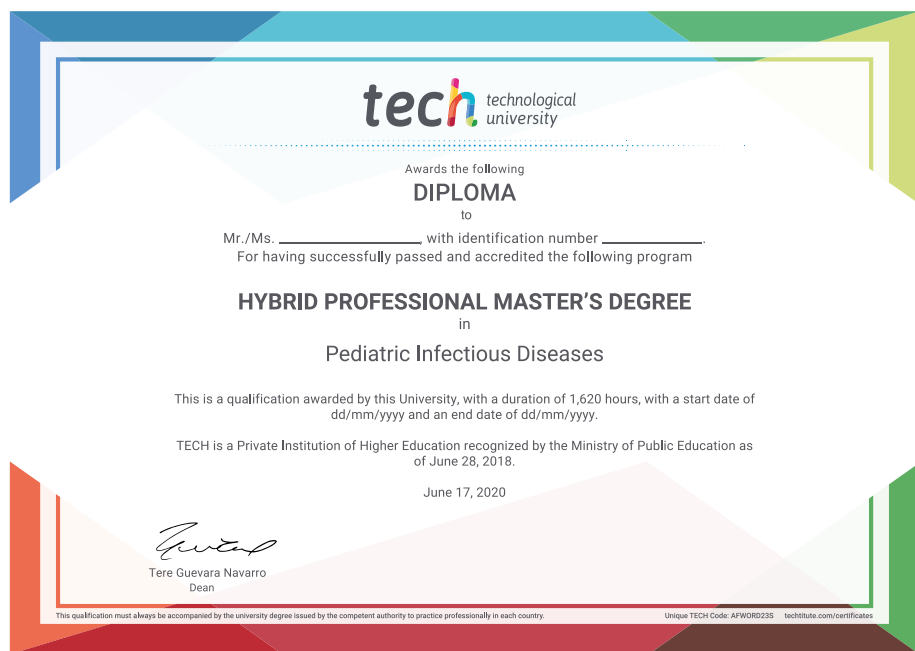 tech technological
university
Awards the following
DIPLOMA
to
Mr./Ms. ____________________, with identification number ______________.
For having successfully passed and accredited the following program
HYBRID PROFESSIONAL MASTER'S DEGREE
in
Pediatric Infectious Diseases
This is a qualification awarded by this University, with a duration of 1,620 hours, with a start date of
dd/mm/yyyy and an end date of dd/mm/yyyy.
TECH is a Private Institution of Higher Education recognized by the Ministry of Public Education as
of June 28, 2018.
June 17, 2020
Tere Guevara Navarro
Dean
This qualification must always be accompanied by the university degree issued by the competent authority to practice professionally in each country. Unique TECH Code: AFWORD23S techtitute.com/certificates